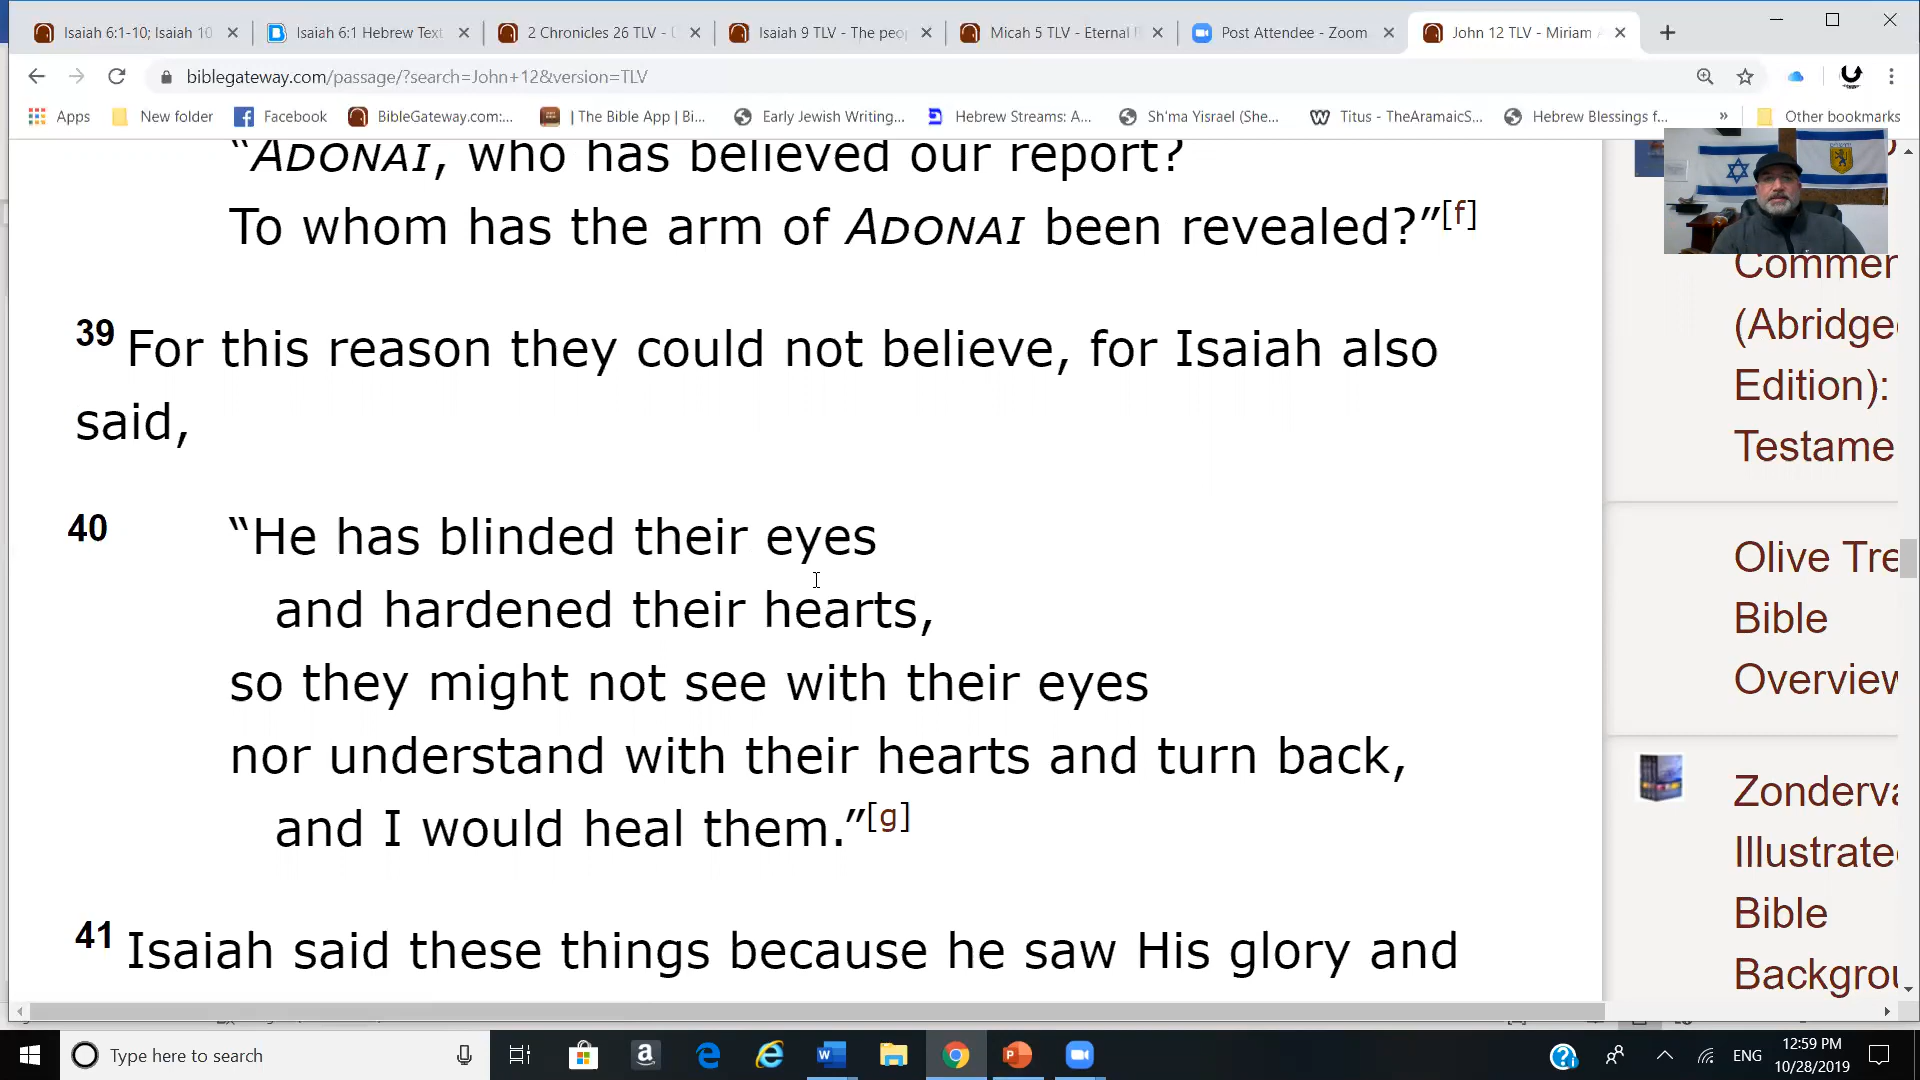 Isaiah 6:1-10; Isaiah 10
Isaiah 6:1 Hebrew Text
2 Chronicles 26 TLV -
Isaiah 9 TLV - The peop
Micah 5 TLV - Eternal
Post Attendee - Zoom
John 12 TLV - Miriam
biblegateway.com/passage/?search=John+12&version=TLV
Apps
New folder
Facebook
BibleGateway.com:...
| The Bible App | Bi...
Early Jewish Writing...
Hebrew Streams: A...
Sh'ma Yisrael (She...
Titus - TheAramaicS...
Hebrew Blessings f...
»
Other bookmarks
“ADONAI, who has believed our report?
To whom has the arm of ADONAI been revealed?”[f]
39 For this reason they could not believe, for Isaiah also
said,
40 “He has blinded their eyes
and hardened their hearts,
so they might not see with their eyes
nor understand with their hearts and turn back,
and I would heal them.”[g]
41 Isaiah said these things because he saw His glory and
Commen
(Abridge
Edition):
Testame
Olive Tre
Bible
Overview
Zonderva
Illustrate
Bible
Backgrou
Type here to search
ENG
12:59 PM
10/28/2019